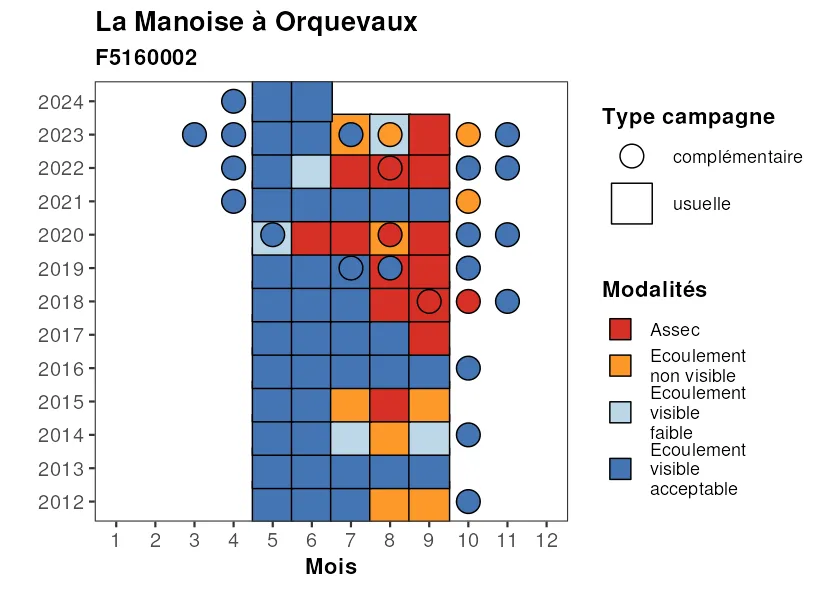 La Manoise à Orquevaux
F5160002
2024
2023
2022
2021
2020
2019
2018
2017
2016
2015
2014
2013
2012
1 2 3 4 5 6 7 8 9 10 11 12
Mois
Type campagne
complémentaire
usuelle
Modalités
Assec
Ecoulement
non visible
Ecoulement
visible
faible
Ecoulement
visible
acceptable